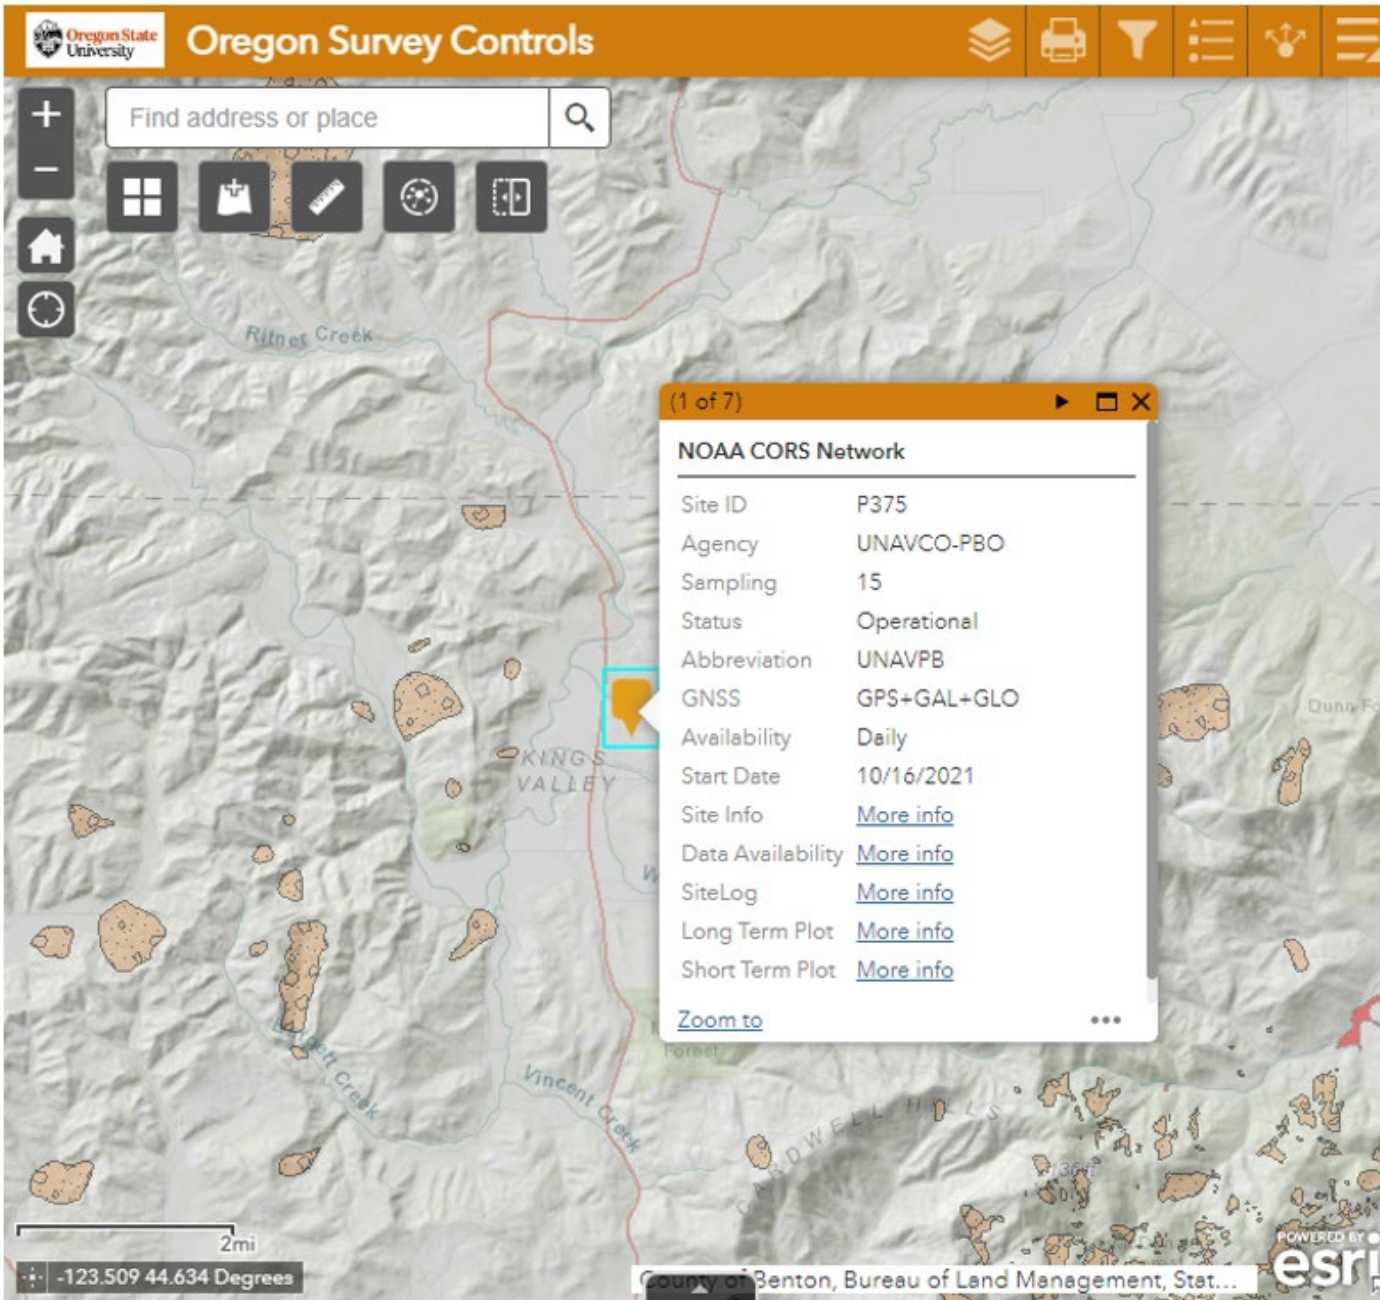 Oregon State
University
Oregon Survey Controls
Find address or place
Ritner Creek
(1 of 7)
NOAA CORS Network
Site ID P375
Agency UNAVCO-PBO
Sampling 15
Status Operational
Abbreviation UNAVPB
GNSS GPS+GAL+GLO
Availability Daily
Start Date 10/16/2021
Site Info More info
Data Availability More info
SiteLog More info
Long Term Plot More info
Short Term Plot More info
Zoom to
KINGS
VALLEY
Dunn Fo
W
Forest
Vincent Creek
CARDWELL HILLS
2mi
-123.509 44.634 Degrees
County of Benton, Bureau of Land Management, Stat...
POWERED BY
esri